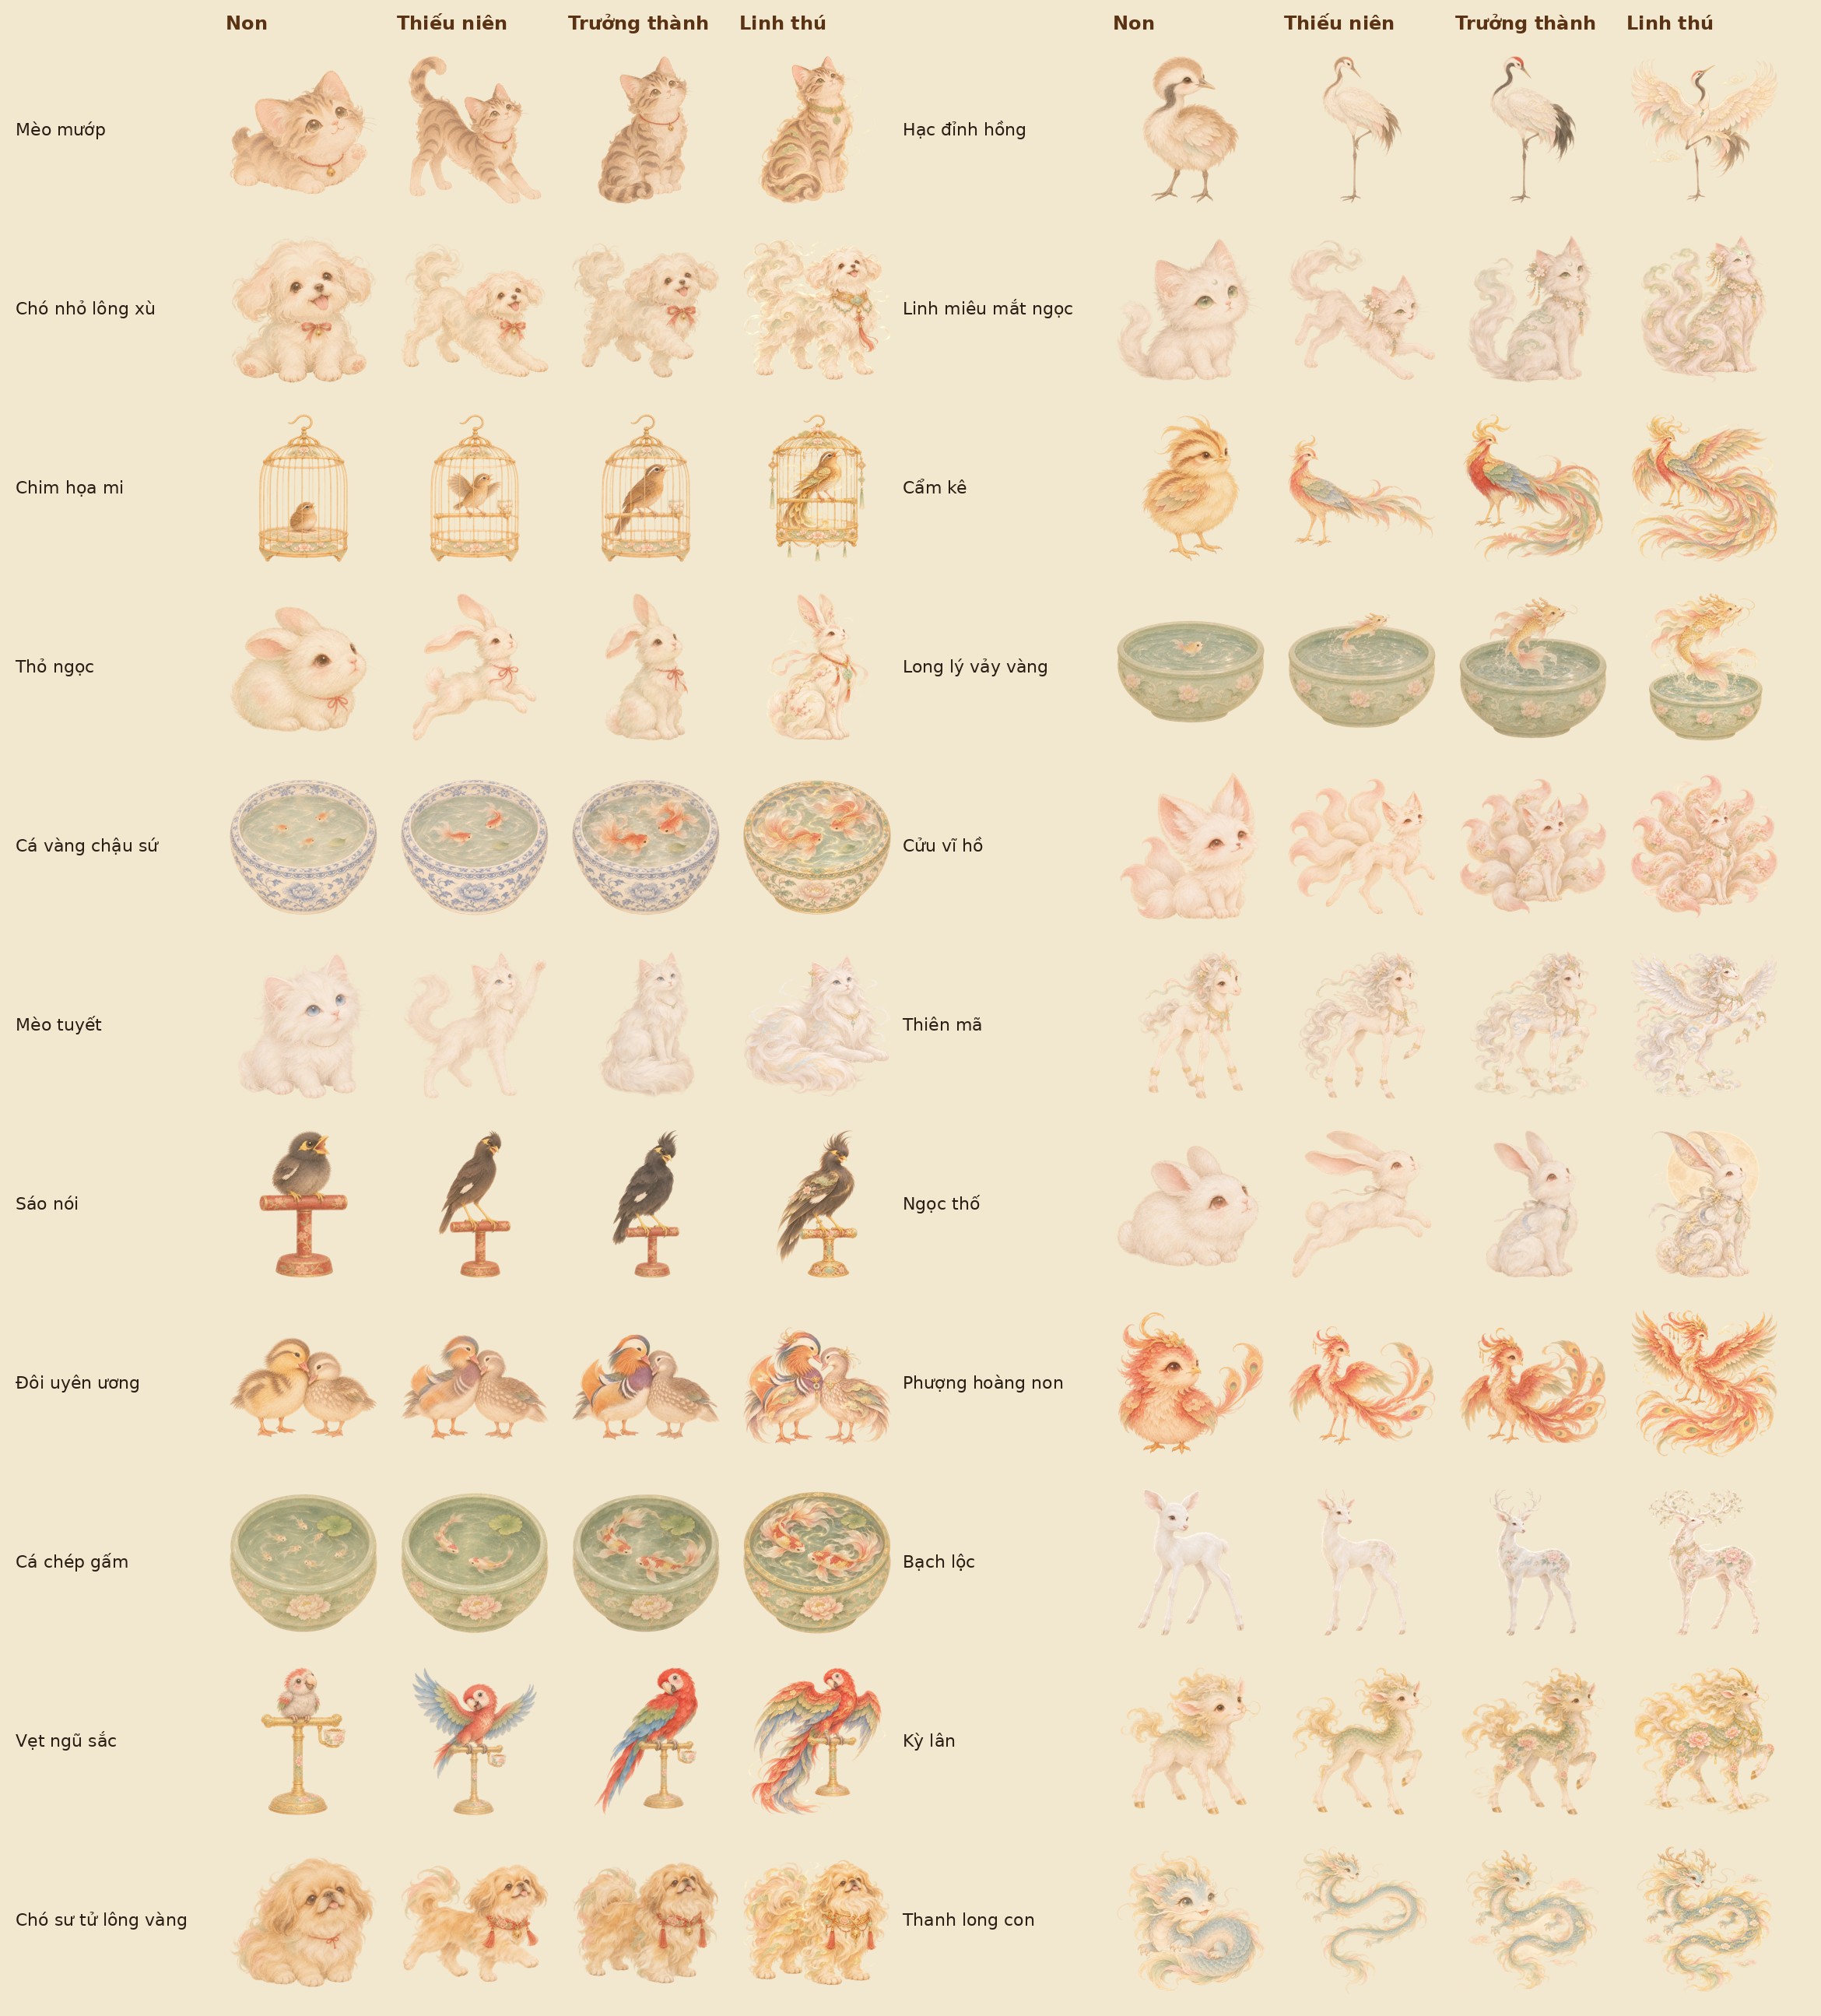 Non Thiếu niên Trưởng thành Linh thú Non Thiếu niên Trưởng thành Linh thú
Mèo mướp Hạc đỉnh hồng
Chó nhỏ lông xù Linh miêu mắt ngọc
Chim họa mi Cẩm kê
Thỏ ngọc Long lý vảy vàng
Cá vàng chậu sứ Cửu vĩ hồ
Mèo tuyết Thiên mã
Sáo nói Ngọc thố
Đôi uyên ương Phượng hoàng non
Cá chép gấm Bạch lộc
Vẹt ngũ sắc Kỳ lân
Chó sư tử lông vàng Thanh long con